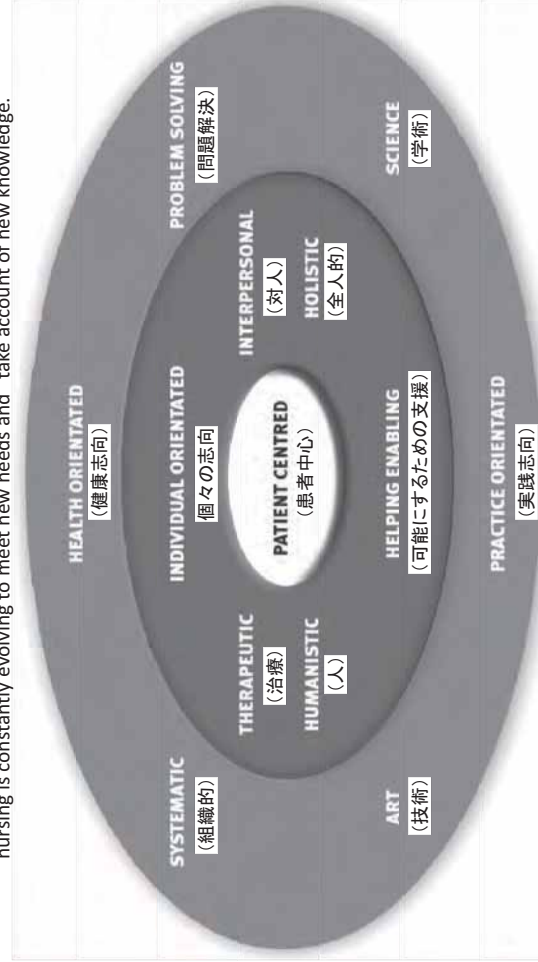 nursing is constantly evolving to meet new needs and take account of new knowledge.
HEALTH ORIENTATED
(健康志向)
SYSTEMATIC
(組織的)
PROBLEM SOLVING
(問題解決)
INDIVIDUAL ORIENTATED
個々の志向
THERAPEUTIC
(治療)
INTERPERSONAL
(対人)
PATIENT CENTRED
(患者中心)
HUMANISTIC
(人)
HOLISTIC
(全人的)
HELPING ENABLING
(可能にするための支援)
ART
(技術)
SCIENCE
(学術)
PRACTICE ORIENTATED
(実践志向)